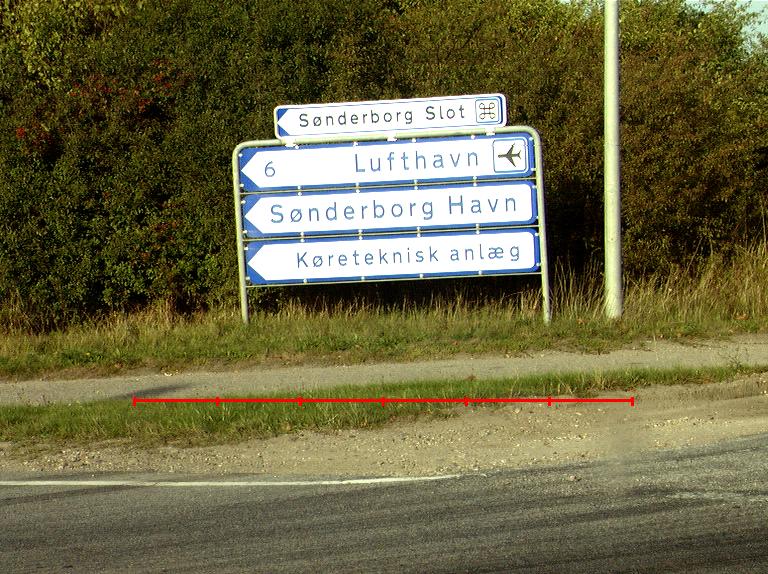 Sønderborg Slot
6 Lufthavn
Sønderborg Havn
Køreteknisk anlæg